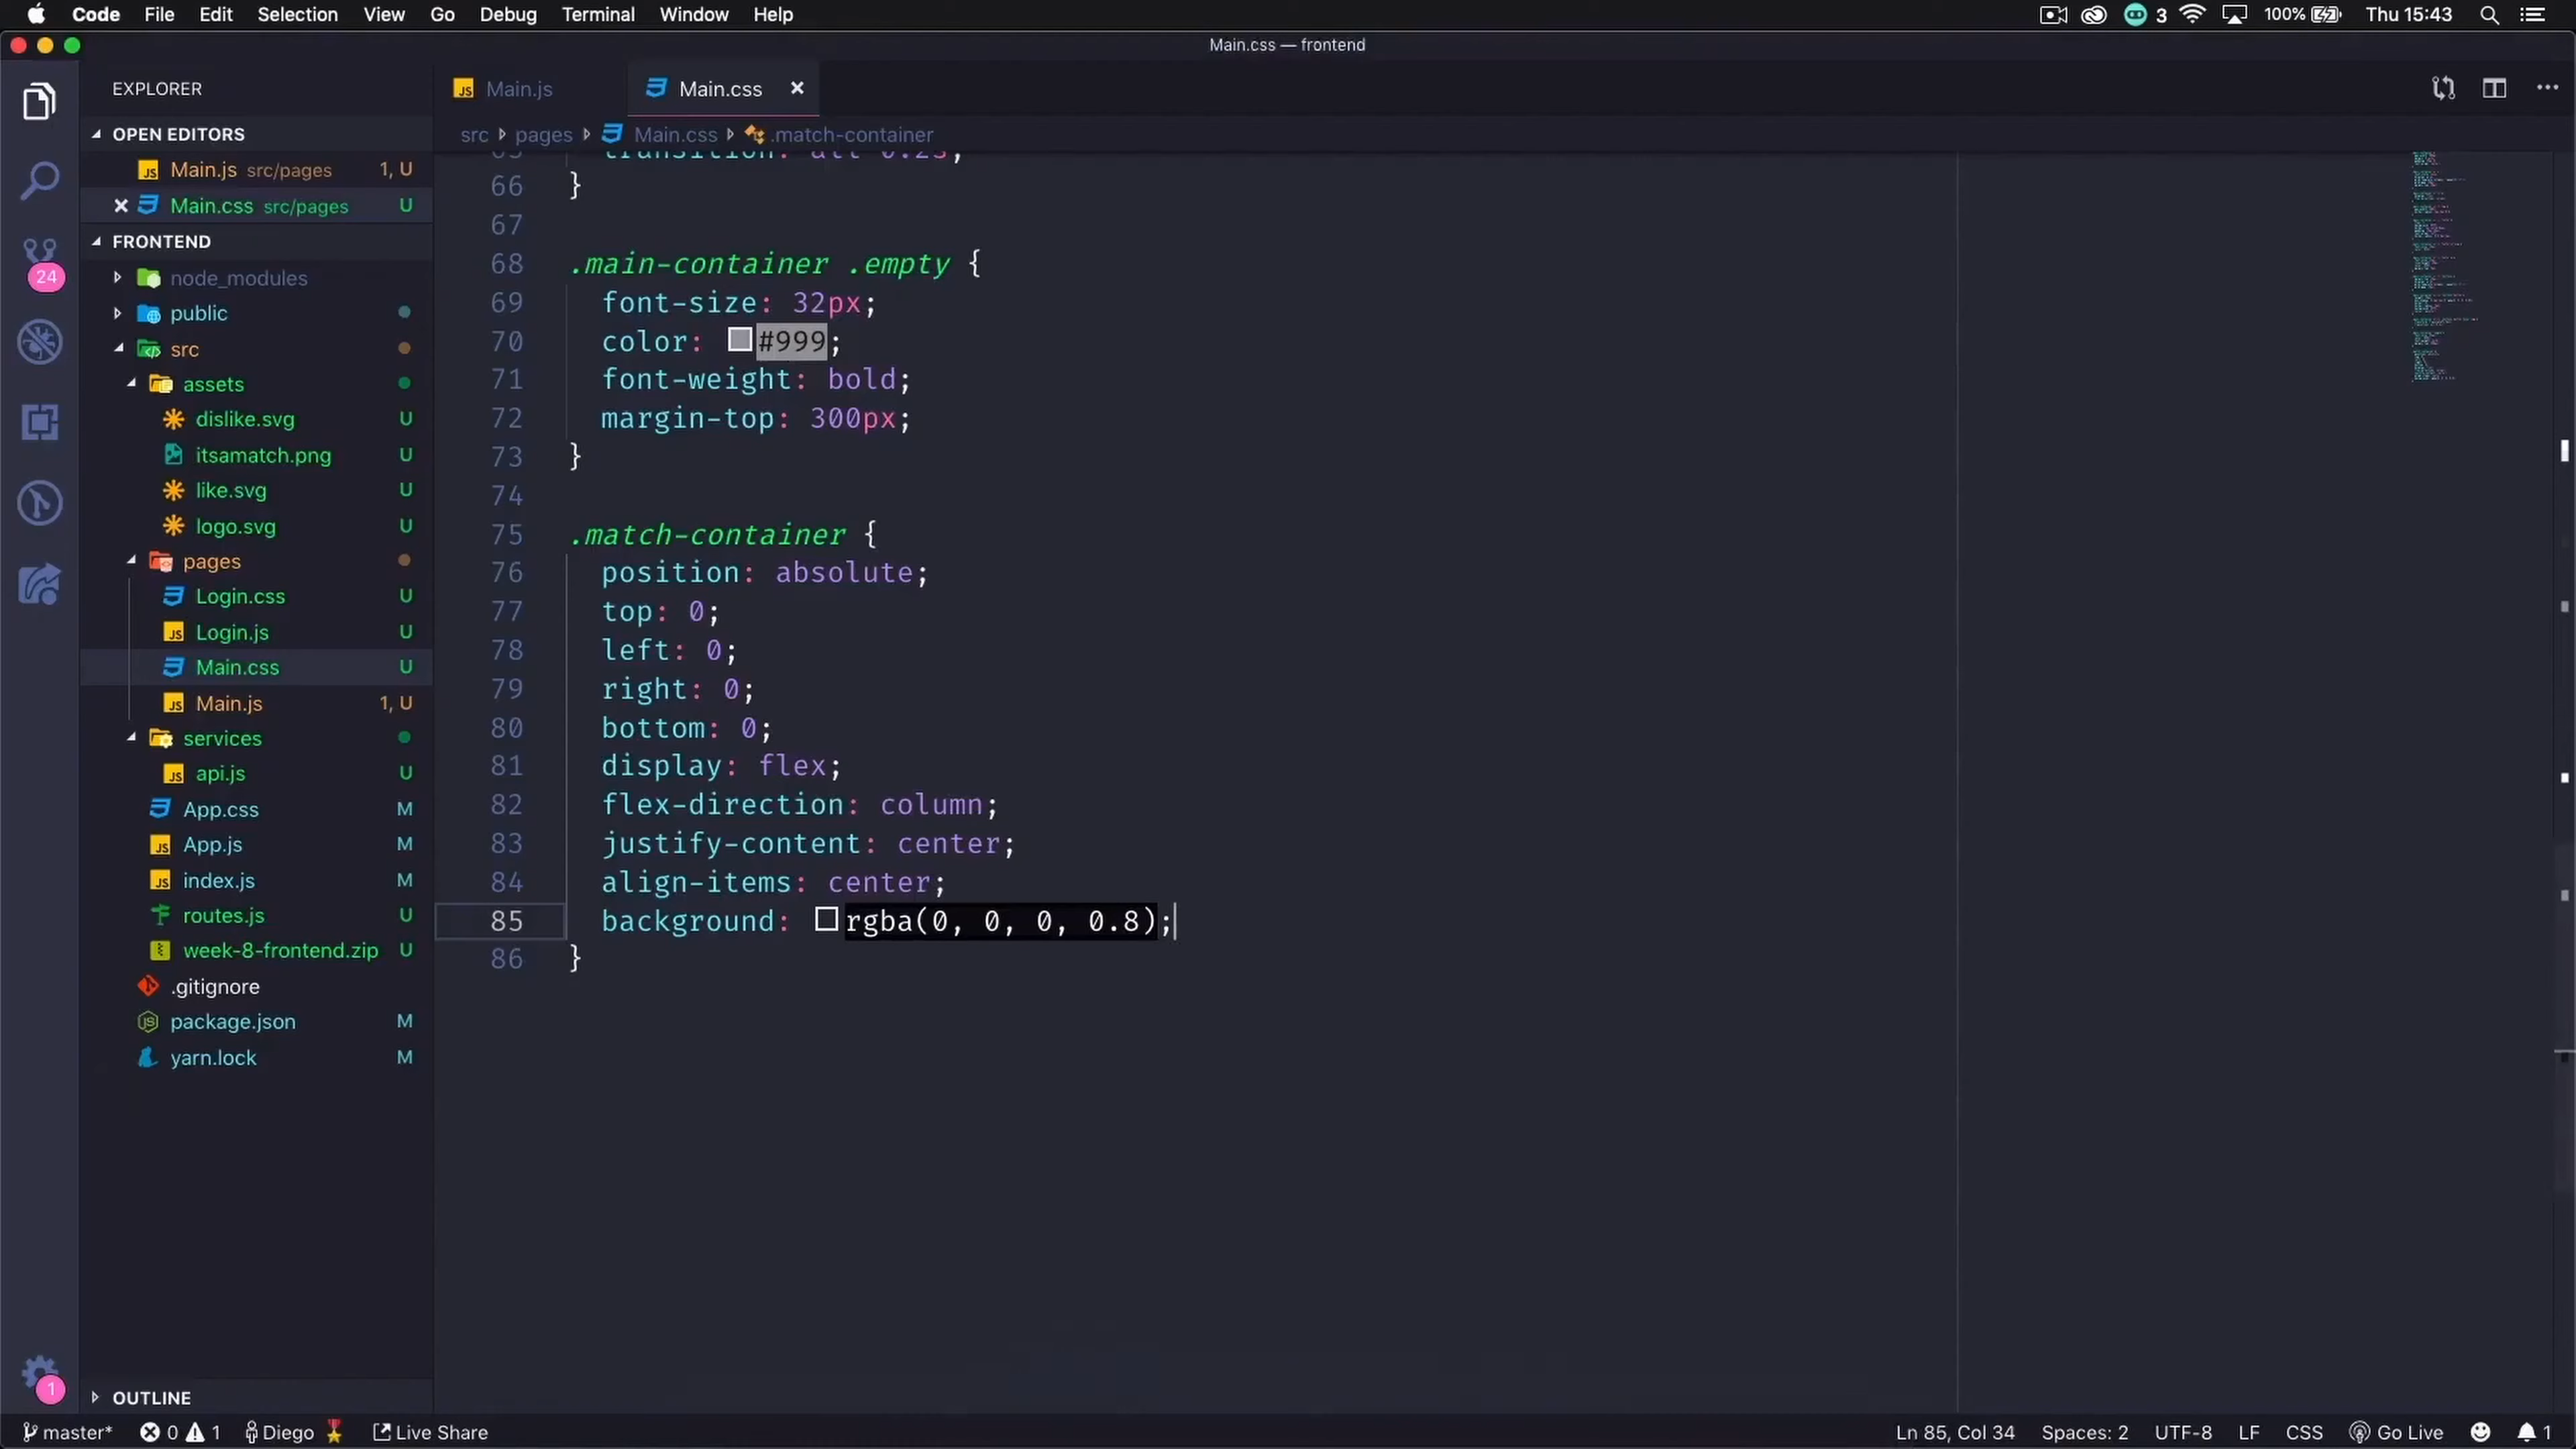 Code File Edit Selection View Go Debug Terminal Window Help 3 100% Thu 15:43
Main.css — frontend
EXPLORER
OPEN EDITORS
Main.js src/pages 1, U
Main.css src/pages U
FRONTEND
node_modules
public
src
assets
dislike.svg U
itsamatch.png U
like.svg U
logo.svg U
pages
Login.css U
Login.js U
Main.css U
Main.js 1, U
services
api.js U
App.css M
App.js M
index.js M
routes.js U
week-8-frontend.zip U
.gitignore
package.json M
yarn.lock M
OUTLINE
24
1
Main.js Main.css
src pages Main.css .match-container
65 transition: all 0.2s;
66 }
67
68 .main-container .empty {
69 font-size: 32px;
70 color: #999;
71 font-weight: bold;
72 margin-top: 300px;
73 }
74
75 .match-container {
76 position: absolute;
77 top: 0;
78 left: 0;
79 right: 0;
80 bottom: 0;
81 display: flex;
82 flex-direction: column;
83 justify-content: center;
84 align-items: center;
85 background: rgba(0, 0, 0, 0.8);
86 }
master* 0 1 Diego Live Share Ln 85, Col 34 Spaces: 2 UTF-8 LF CSS Go Live 1